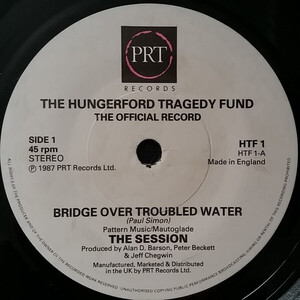 PRT
RECORDS
THE HUNGERFORD TRAGEDY FUND
THE OFFICIAL RECORD
SIDE 1
45 rpm
STEREO
Ⓟ 1987 PRT Records Ltd.
HTF 1
HTF 1-A
Made in England
BRIDGE OVER TROUBLED WATER
(Paul Simon)
Pattern Music/Mautoglade
THE SESSION
Produced by Alan D. Barson, Peter Beckett
& Jeff Chegwin
Manufactured, Marketed & Distributed
in the UK by PRT Records Ltd.